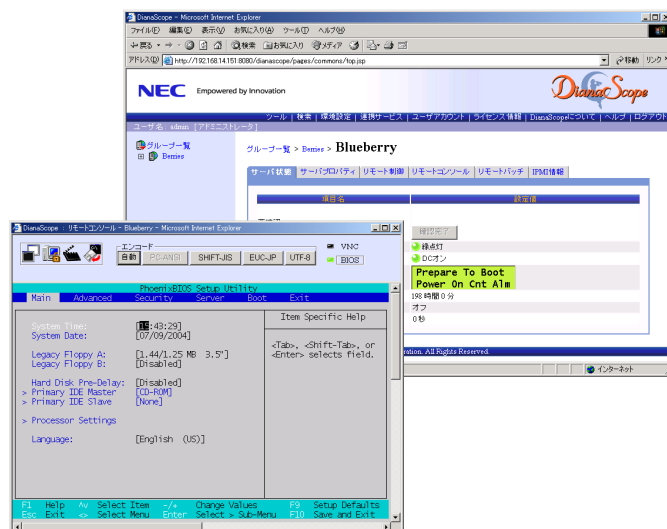 DianaScope - Microsoft Internet Explorer
ファイル(F) 編集(E) 表示(V) お気に入り(A) ツール(T) ヘルプ(H)
戻る 検索 お気に入り メディア
アドレス(D) http://192.168.14.151:8080/dianascope/pages/commons/top.jsp 移動 リンク
NEC Empowered by Innovation DianaScope
ツール | 検索 | 環境設定 | 連携サービス | ユーザアカウント | ライセンス情報 | DianaScopeについて | ヘルプ | ログアウト
ユーザ名 : admin [アドミニストレータ]
グループ一覧
Berries
グループ一覧 > Berries > Blueberry
サーバ状態 サーバプロパティ リモート制御 リモートコンソール リモートバッチ IPMI情報
項目名 設定値
確認完了
緑点灯
DCオン
Prepare To Boot
Power On Cnt Alm
198 時間 0 分
オフ
0 秒
ration. All Rights Reserved.
インターネット
DianaScope : リモートコンソール - Blueberry - Microsoft Internet Explorer
エンコード
自動 PC-ANSI SHIFT-JIS EUC-JP UTF-8
VNC
BIOS
PhoenixBIOS Setup Utility
Main Advanced Security Server Boot Exit
System Time: [15:43:29]
System Date: [07/09/2004]
Legacy Floppy A: [1.44/1.25 MB 3.5"]
Legacy Floppy B: [Disabled]
Hard Disk Pre-Delay: [Disabled]
> Primary IDE Master [CD-ROM]
> Primary IDE Slave [None]
> Processor Settings
Language: [English (US)]
Item Specific Help
<Tab>, <Shift-Tab>, or
<Enter> selects field.
F1 Help ^v Select Item -/+ Change Values F9 Setup Defaults
Esc Exit <> Select Menu Enter Select > Sub-Menu F10 Save and Exit